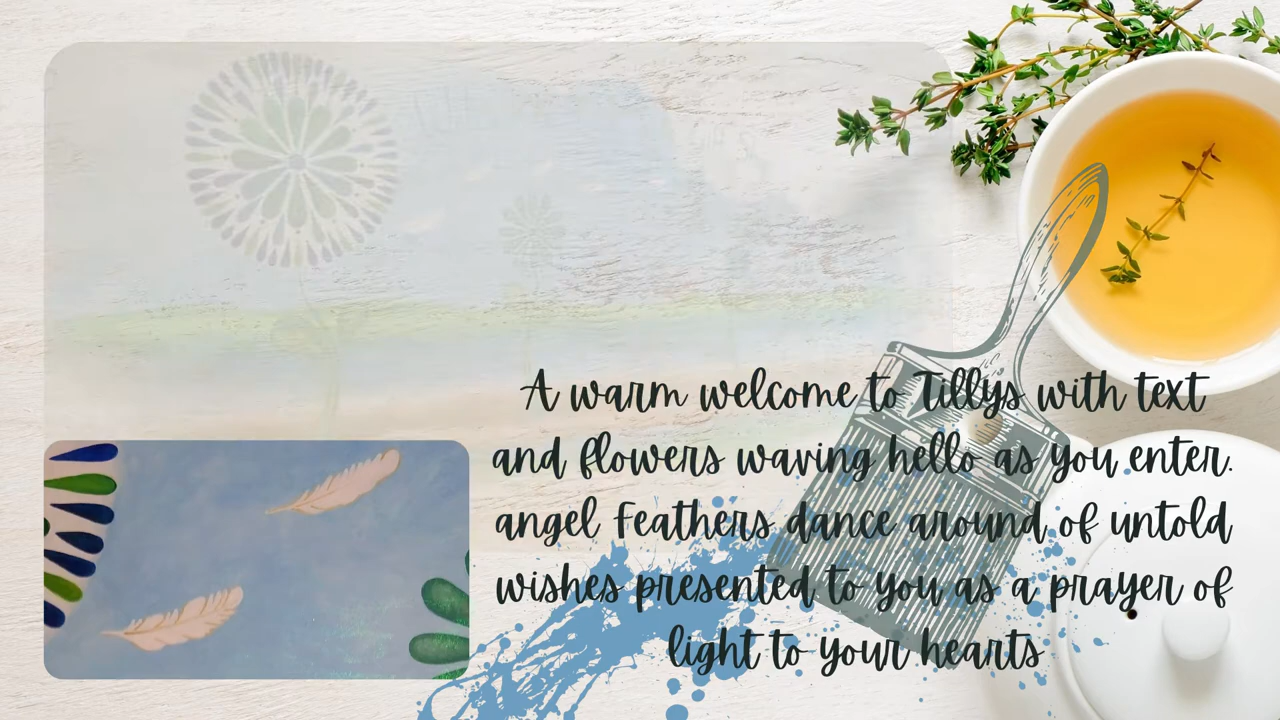 A warm welcome to Tillys with text
and flowers waving hello as you enter.
angel Feathers dance around of untold
wishes presented to you as a prayer of
light to your hearts